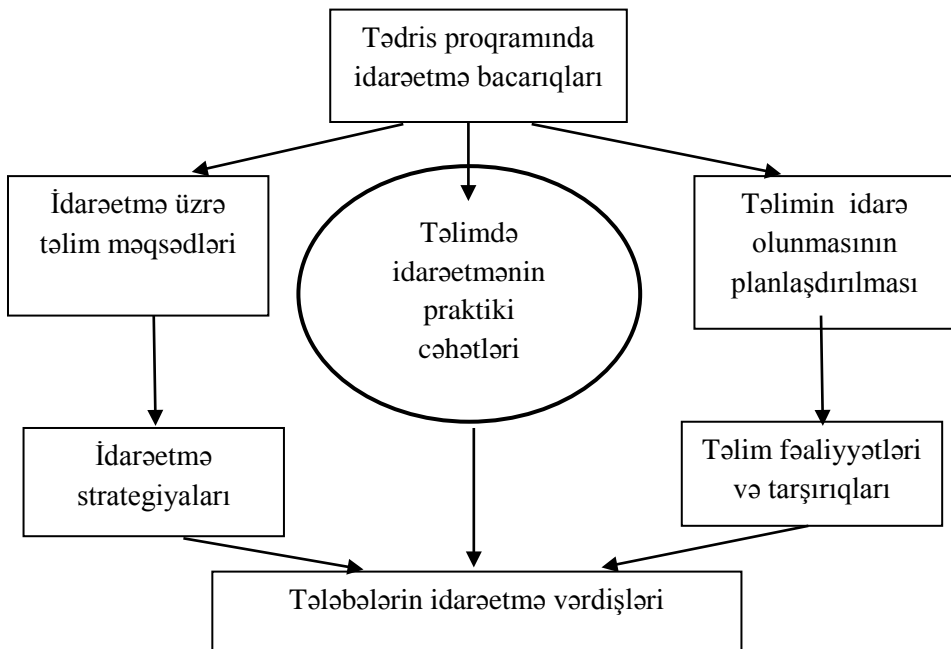 Tədris proqramında
idarəetmə bacarıqları
İdarəetmə üzrə
təlim məqsədləri
Təlimdə
idarəetmənin
praktiki
cəhətləri
Təlimin idarə
olunmasının
planlaşdırılması
İdarəetmə
strategiyaları
Təlim fəaliyyətləri
və tarşırıqları
Tələbələrin idarəetmə vərdişləri